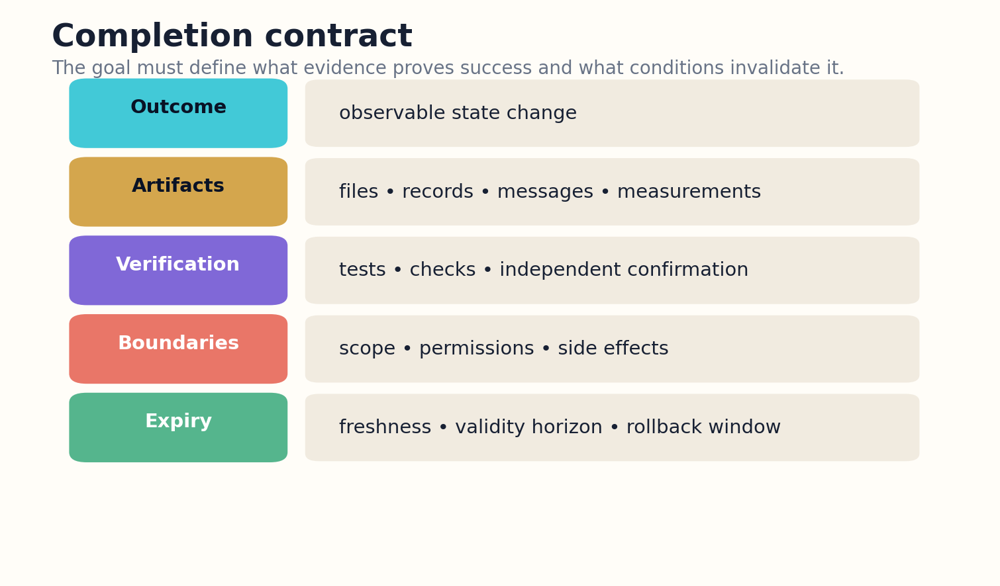 Completion contract
The goal must define what evidence proves success and what conditions invalidate it.
Outcome
observable state change
Artifacts
files • records • messages • measurements
Verification
tests • checks • independent confirmation
Boundaries
scope • permissions • side effects
Expiry
freshness • validity horizon • rollback window